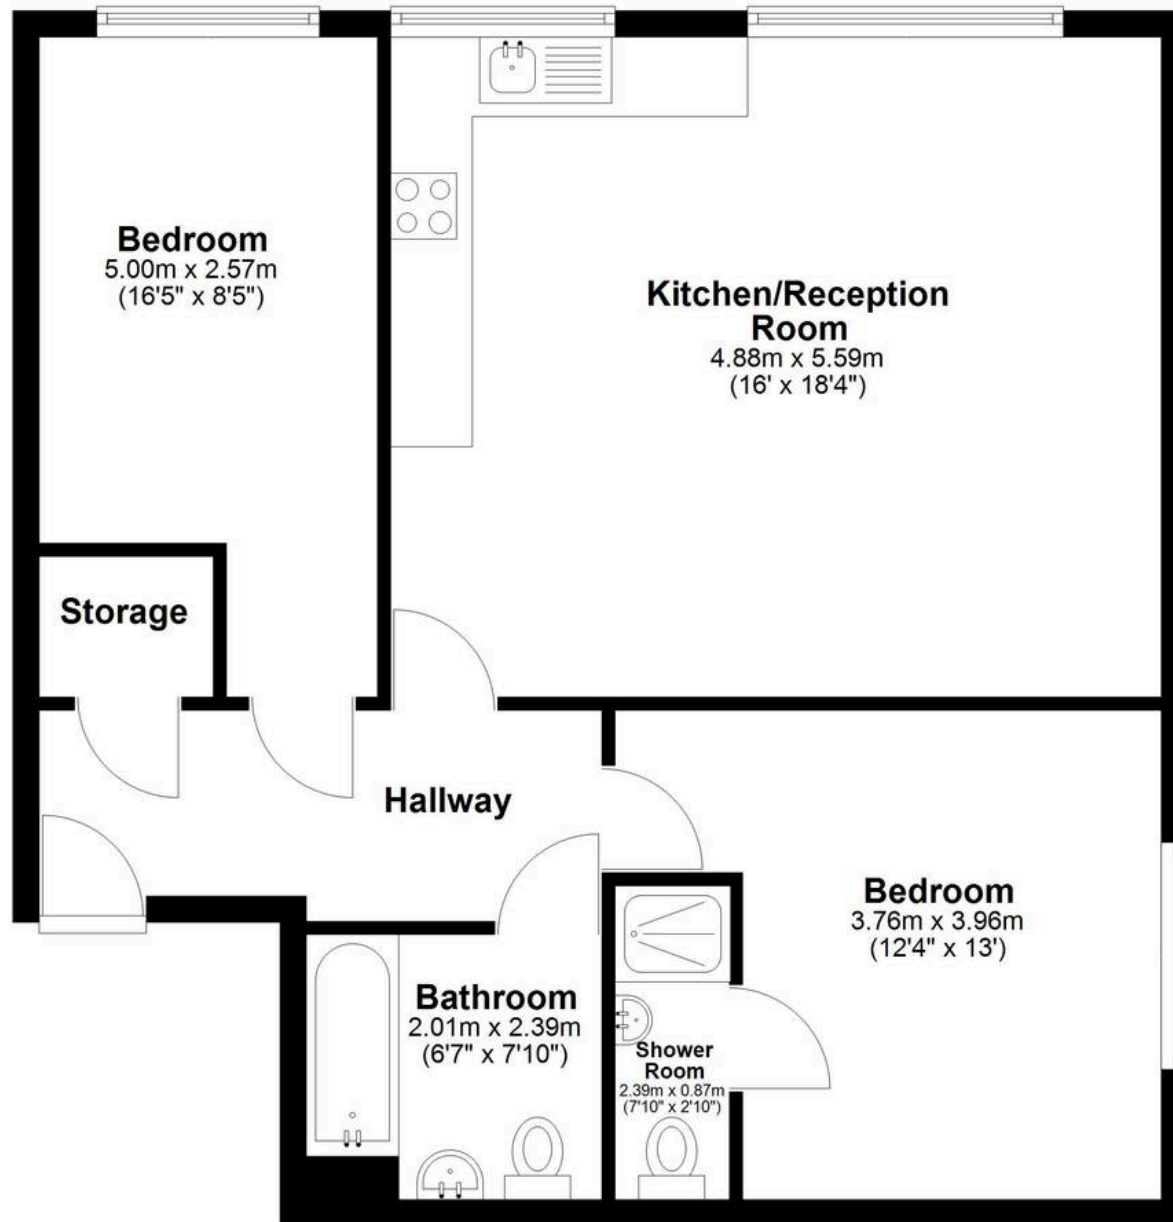 Bedroom
5.00m x 2.57m
(16'5" x 8'5")
Kitchen/Reception
Room
4.88m x 5.59m
(16' x 18'4")
Storage
Hallway
Bedroom
3.76m x 3.96m
(12'4" x 13')
Bathroom
2.01m x 2.39m
(6'7" x 7'10")
Shower
Room
2.39m x 0.87m
(7'10" x 2'10")